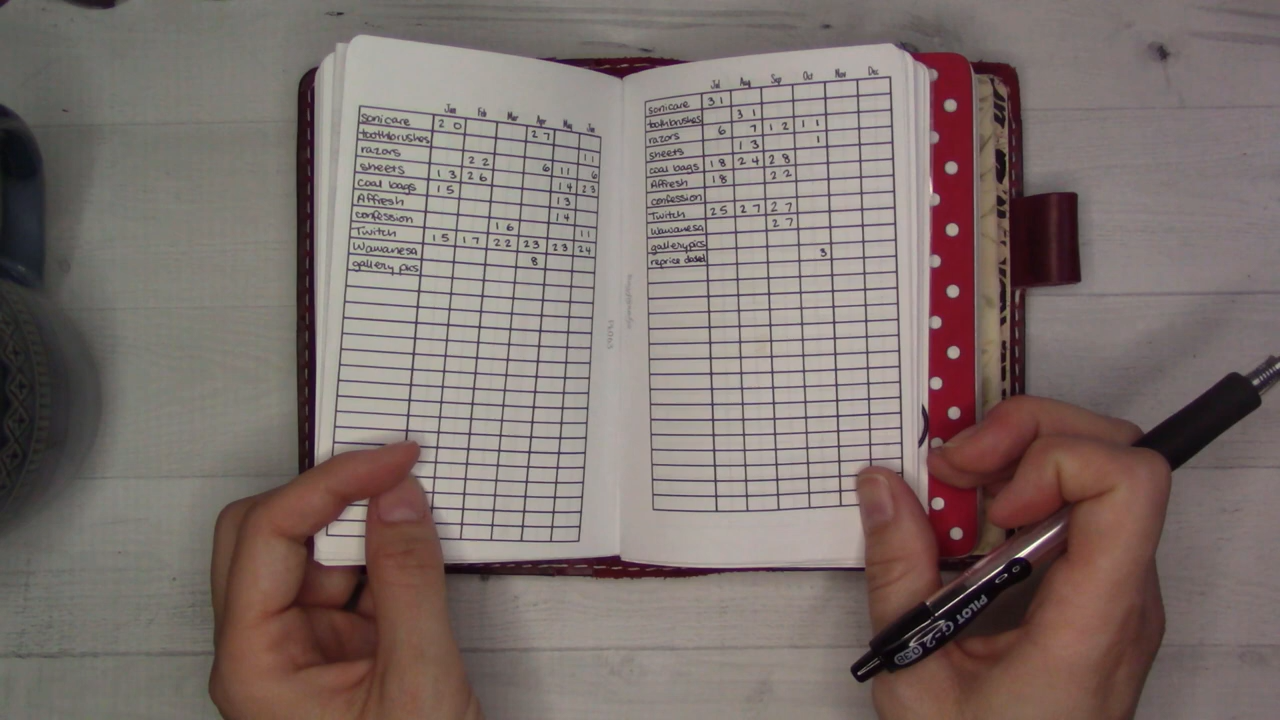 Jan Feb Mar Apr May Jun
sonicare 20 27
toothbrushes 11
razors 22 6 11 6
sheets 13 26 14 23
coal bags 15 13
Affresh 14
confession 16 11
Twitch 15 17 22 23 23 24
Wawanesa 8
gallery pics
Jul Aug Sep Oct Nov Dec
sonicare 31
toothbrushes 31
razors 6 7 12 11
sheets 13 1
coal bags 18 24 28
Affresh 18 22
confession
Twitch 25 27 27
Wawanesa 27
gallery pics
reprice 3
PILOT G-2 038